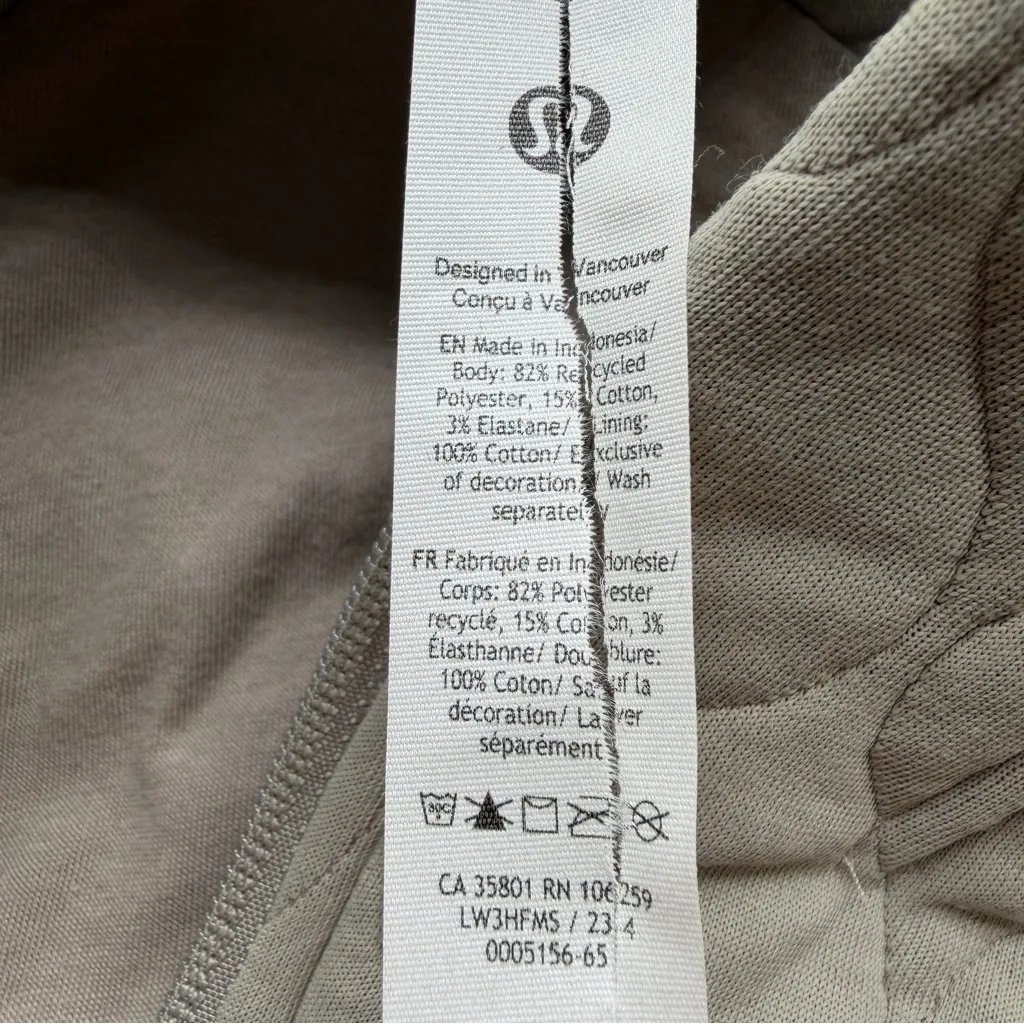 Designed in Vancouver
Conçu à Vancouver
EN Made in Indonesia/
Body: 82% Recycled
Polyester, 15% Cotton,
3% Elastane/ Lining:
100% Cotton/ Exclusive
of decoration/ Wash
separately
FR Fabriqué en Indonésie/
Corps: 82% Polyester
recyclé, 15% Coton, 3%
Élasthanne/ Doublure:
100% Coton/ Sauf la
décoration/ Laver
séparément
30C
CA 35801 RN 106259
LW3HFMS / 23 4
0005156-65